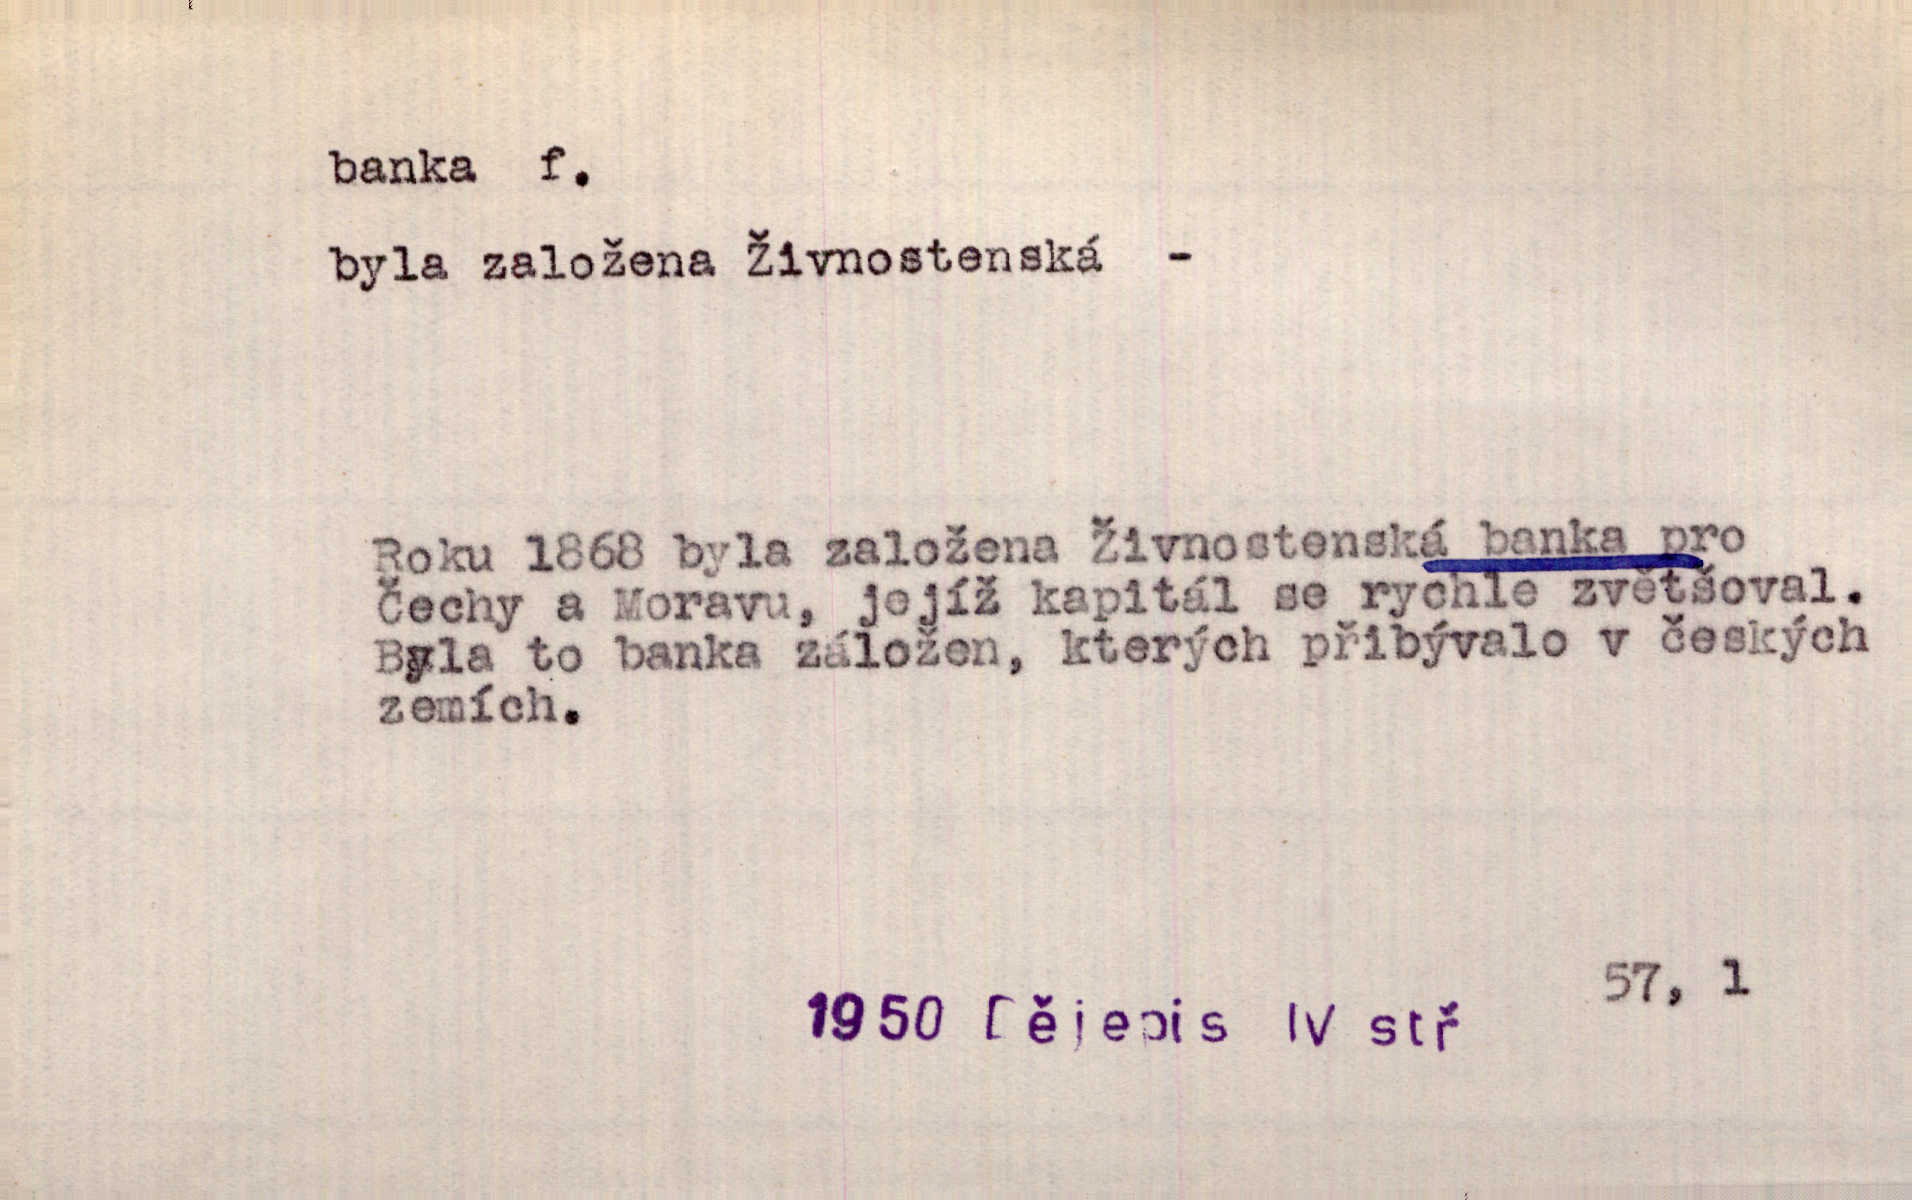 banka f.
byla založena Živnostenská -
Roku 1868 byla založena Živnostenská banka pro
Čechy a Moravu, jejíž kapitál se rychle zvětšoval.
Byla to banka záložen, kterých přibývalo v českých
zemích.
57, 1
1950 Dějepis IV stř